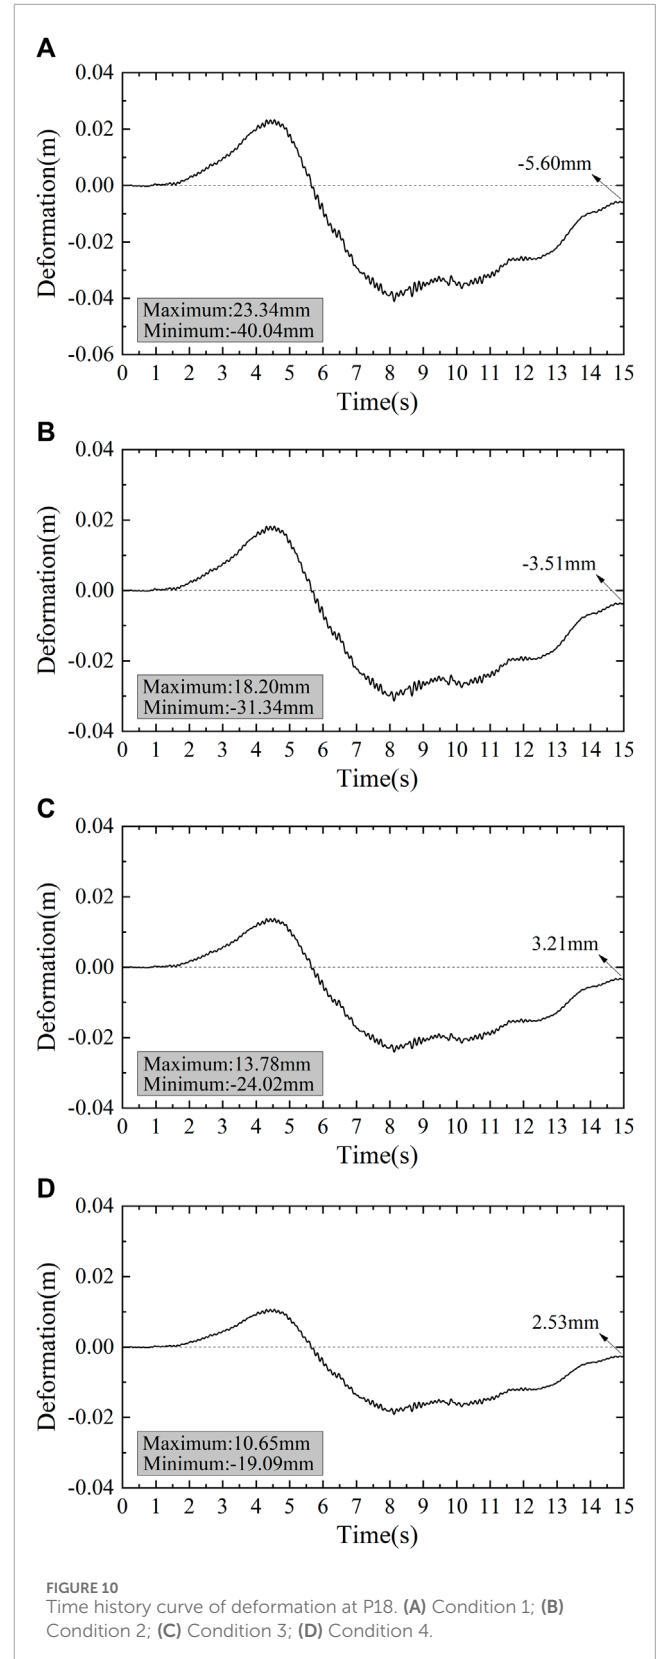 A
0.04
0.02
0.00
-0.02
-0.04
-0.06
Deformation(m)
-5.60mm
Maximum:23.34mm
Minimum:-40.04mm
0 1 2 3 4 5 6 7 8 9 10 11 12 13 14 15
Time(s)
B
0.04
0.02
0.00
-0.02
-0.04
Deformation(m)
-3.51mm
Maximum:18.20mm
Minimum:-31.34mm
0 1 2 3 4 5 6 7 8 9 10 11 12 13 14 15
Time(s)
C
0.04
0.02
0.00
-0.02
-0.04
Deformation(m)
3.21mm
Maximum:13.78mm
Minimum:-24.02mm
0 1 2 3 4 5 6 7 8 9 10 11 12 13 14 15
Time(s)
D
0.04
0.02
0.00
-0.02
-0.04
Deformation(m)
2.53mm
Maximum:10.65mm
Minimum:-19.09mm
0 1 2 3 4 5 6 7 8 9 10 11 12 13 14 15
Time(s)
FIGURE 10
Time history curve of deformation at P18. (A) Condition 1; (B)
Condition 2; (C) Condition 3; (D) Condition 4.